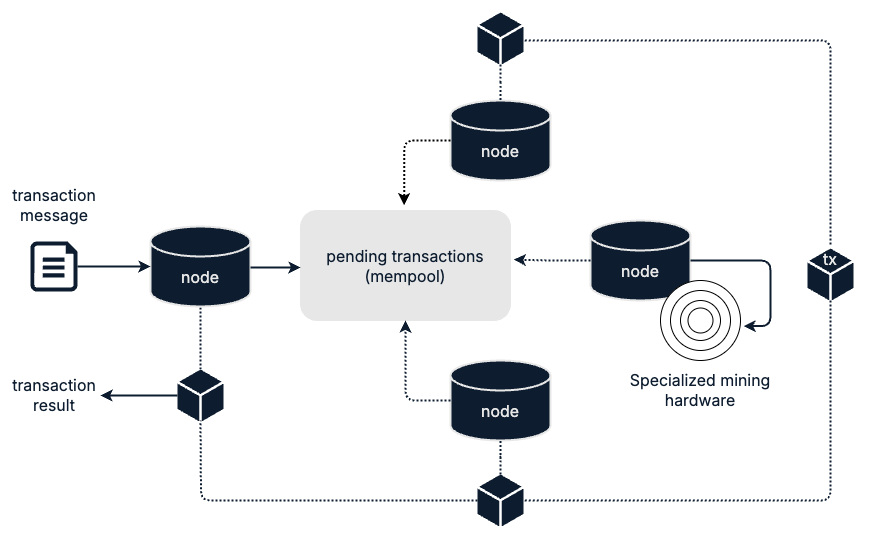 node
transaction
message
node
pending transactions
(mempool)
node
tx
Specialized mining
hardware
transaction
result
node